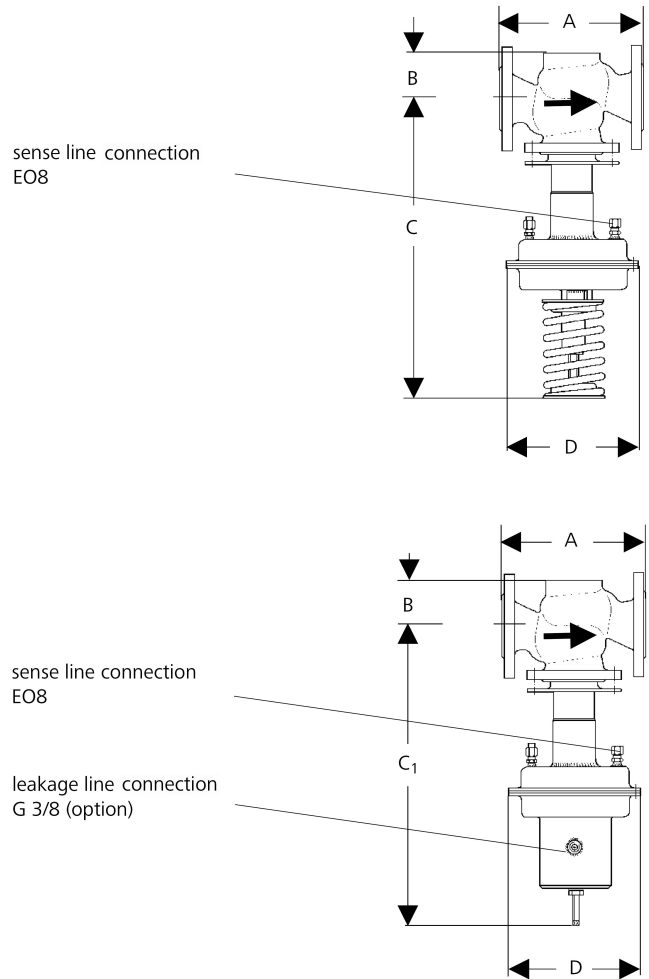 A
B
sense line connection
EO8
C
D
A
B
sense line connection
EO8
C₁
leakage line connection
G 3/8 (option)
D